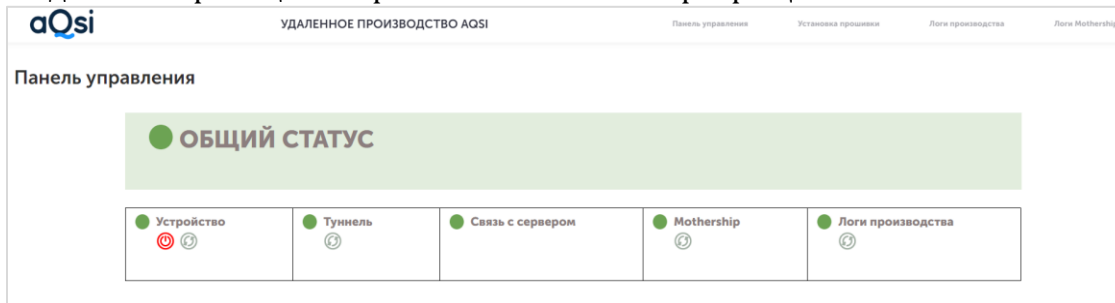 aQsi
УДАЛЕННОЕ ПРОИЗВОДСТВО AQSI
Панель управления
Установка прошивки
Логи производства
Логи Mothership
Панель управления
ОБЩИЙ СТАТУС
Устройство
Туннель
Связь с сервером
Mothership
Логи производства